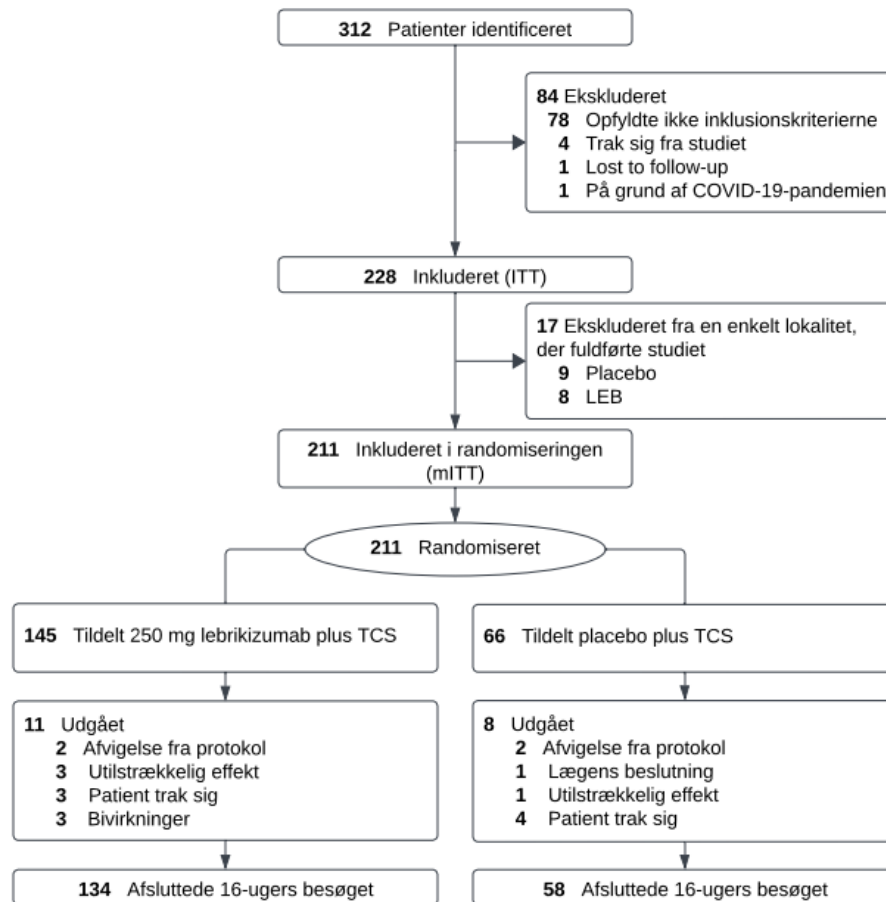 312 Patienter identificeret
84 Ekskluderet
78 Opfyldte ikke inklusionskriterierne
4 Trak sig fra studiet
1 Lost to follow-up
1 På grund af COVID-19-pandemien
228 Inkluderet (ITT)
17 Ekskluderet fra en enkelt lokalitet,
der fuldførte studiet
9 Placebo
8 LEB
211 Inkluderet i randomiseringen
(mITT)
211 Randomiseret
145 Tildelt 250 mg lebrikizumab plus TCS
66 Tildelt placebo plus TCS
11 Udgået
2 Afvigelse fra protokol
3 Utilstrækkelig effekt
3 Patient trak sig
3 Bivirkninger
8 Udgået
2 Afvigelse fra protokol
1 Lægens beslutning
1 Utilstrækkelig effekt
4 Patient trak sig
134 Afsluttede 16-ugers besøget
58 Afsluttede 16-ugers besøget